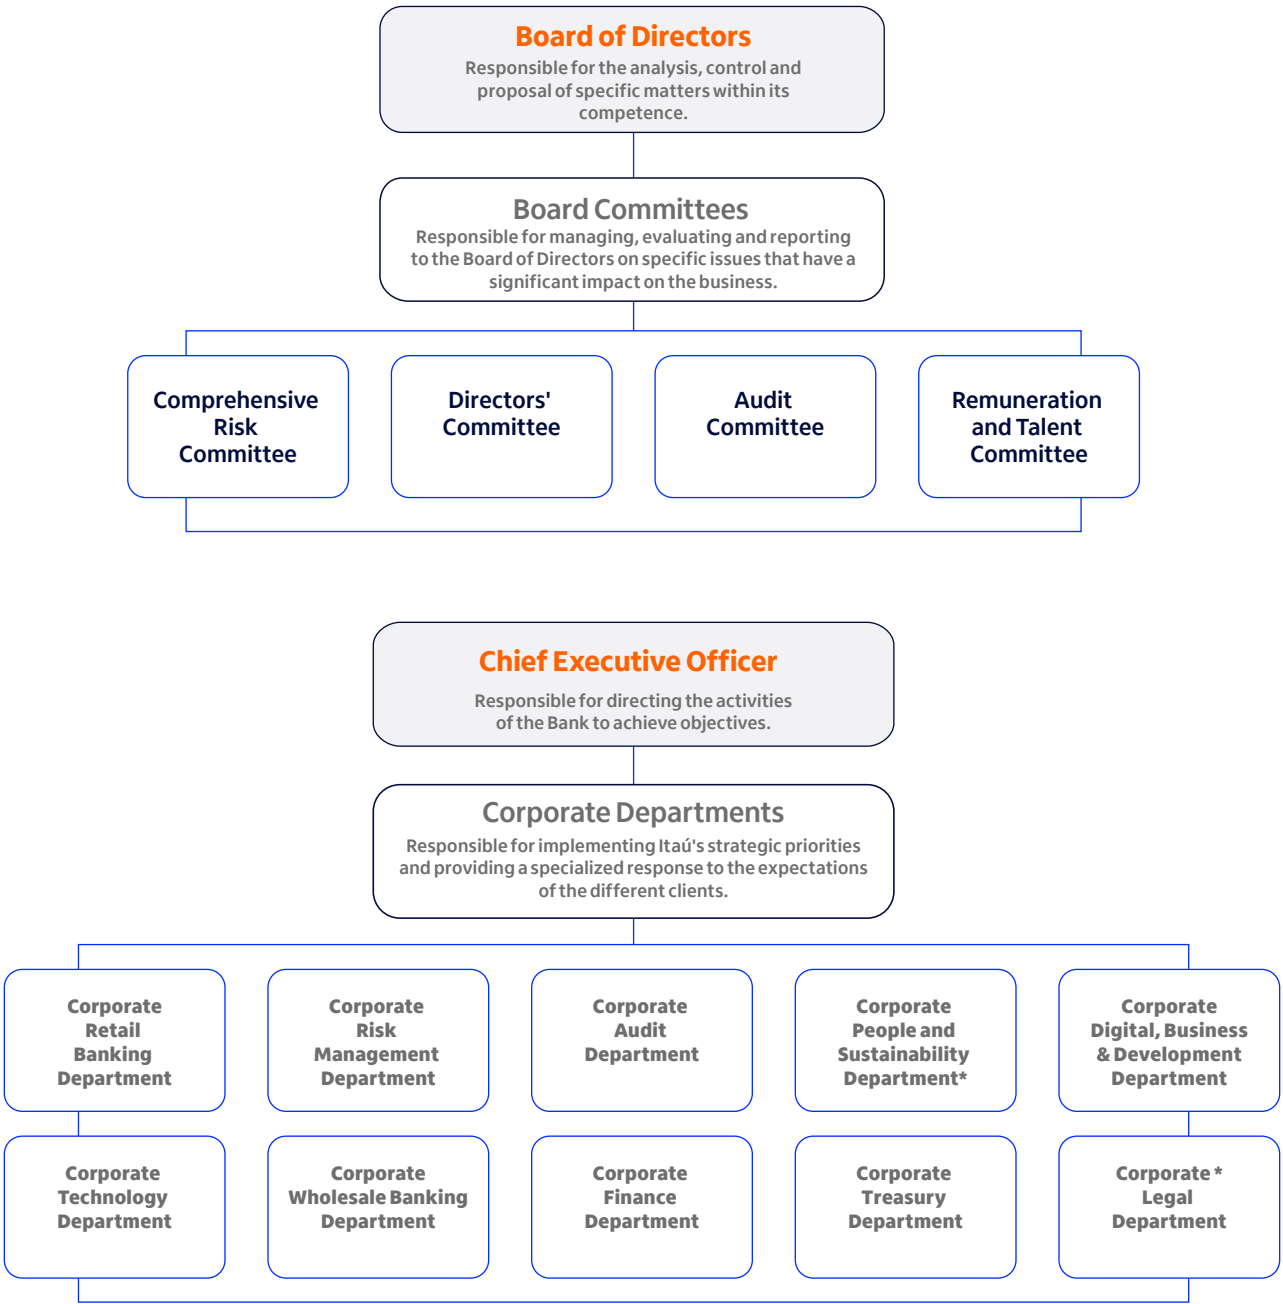 Board of Directors
Responsible for the analysis, control and
proposal of specific matters within its
competence.
Board Committees
Responsible for managing, evaluating and reporting
to the Board of Directors on specific issues that have a
significant impact on the business.
Comprehensive
Risk
Committee
Directors'
Committee
Audit
Committee
Remuneration
and Talent
Committee
Chief Executive Officer
Responsible for directing the activities
of the Bank to achieve objectives.
Corporate Departments
Responsible for implementing Itaú's strategic priorities
and providing a specialized response to the expectations
of the different clients.
Corporate
Retail
Banking
Department
Corporate
Risk
Management
Department
Corporate
Audit
Department
Corporate
People and
Sustainability
Department*
Corporate
Digital, Business
& Development
Department
Corporate
Technology
Department
Corporate
Wholesale Banking
Department
Corporate
Finance
Department
Corporate
Treasury
Department
Corporate *
Legal
Department